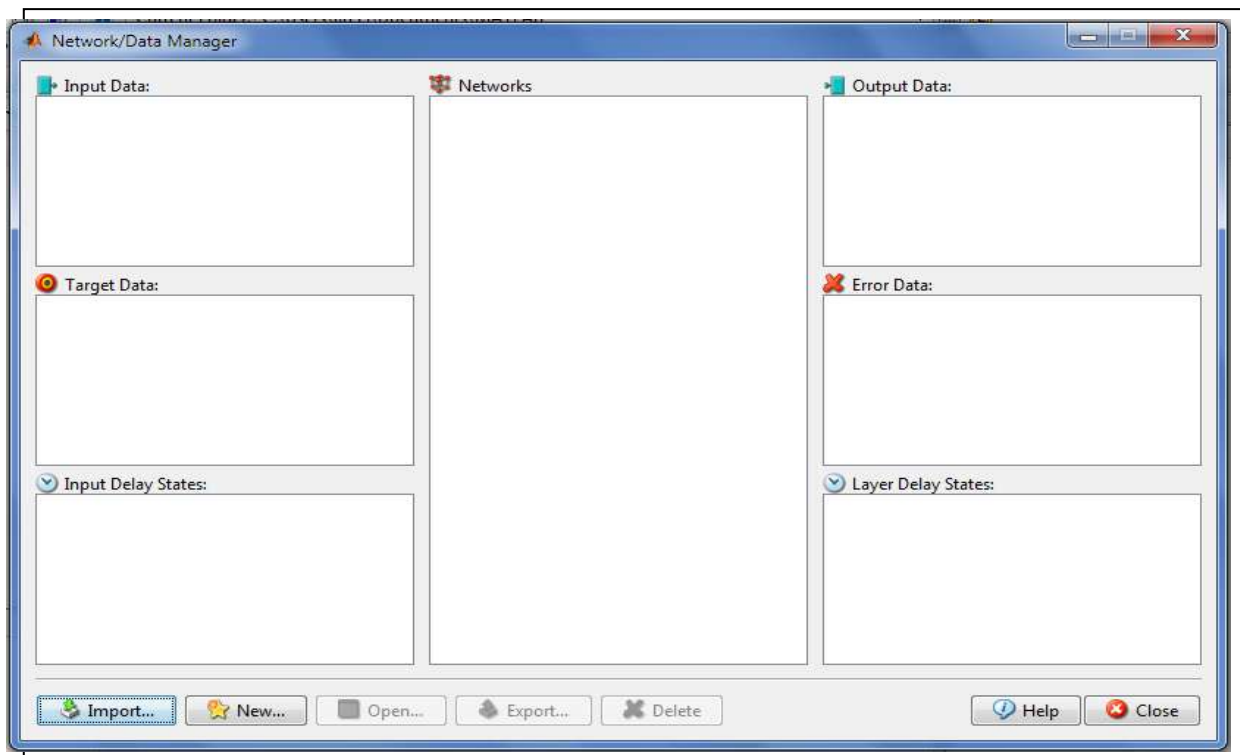 Network/Data Manager
Input Data:
Networks
Output Data:
Target Data:
Error Data:
Input Delay States:
Layer Delay States:
Import...
New...
Open...
Export...
Delete
Help
Close